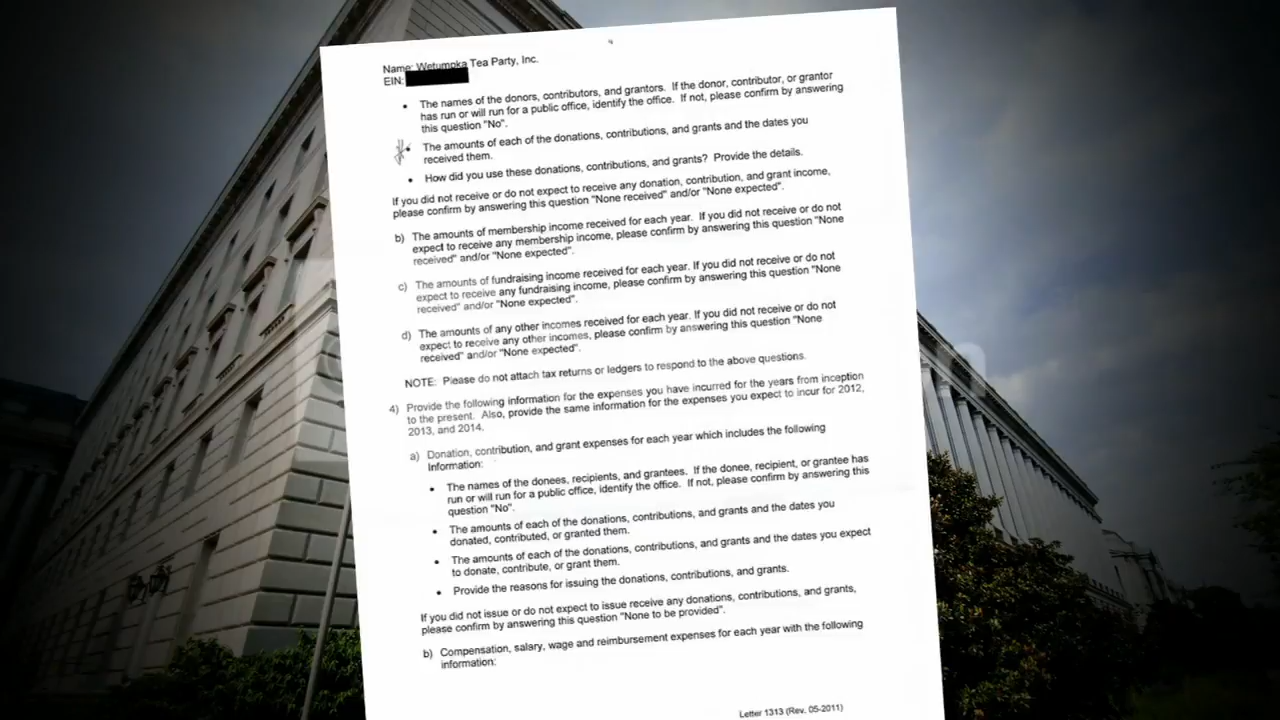 Name: Wetumpka Tea Party, Inc.
EIN:
• The names of the donors, contributors, and grantors. If the donor, contributor, or grantor
has run or will run for a public office, identify the office. If not, please confirm by answering
this question "No".
• The amounts of each of the donations, contributions, and grants and the dates you
received them.
• How did you use these donations, contributions, and grants? Provide the details.
If you did not receive or do not expect to receive any donation, contribution, and grant income,
please confirm by answering this question "None received" and/or "None expected".
b) The amounts of membership income received for each year. If you did not receive or do not
expect to receive any membership income, please confirm by answering this question "None
received" and/or "None expected".
c) The amounts of fundraising income received for each year. If you did not receive or do not
expect to receive any fundraising income, please confirm by answering this question "None
received" and/or "None expected".
d) The amounts of any other incomes received for each year. If you did not receive or do not
expect to receive any other incomes, please confirm by answering this question "None
received" and/or "None expected".
NOTE: Please do not attach tax returns or ledgers to respond to the above questions.
4) Provide the following information for the expenses you have incurred for the years from inception
to the present. Also, provide the same information for the expenses you expect to incur for 2012,
2013, and 2014.
a) Donation, contribution, and grant expenses for each year which includes the following
Information:
• The names of the donees, recipients, and grantees. If the donee, recipient, or grantee has
run or will run for a public office, identify the office. If not, please confirm by answering this
question "No".
• The amounts of each of the donations, contributions, and grants and the dates you
donated, contributed, or granted them.
• The amounts of each of the donations, contributions, and grants and the dates you expect
to donate, contribute, or grant them.
• Provide the reasons for issuing the donations, contributions, and grants.
If you did not issue or do not expect to issue receive any donations, contributions, and grants,
please confirm by answering this question "None to be provided".
b) Compensation, salary, wage and reimbursement expenses for each year with the following
information:
Letter 1313 (Rev. 05-2011)